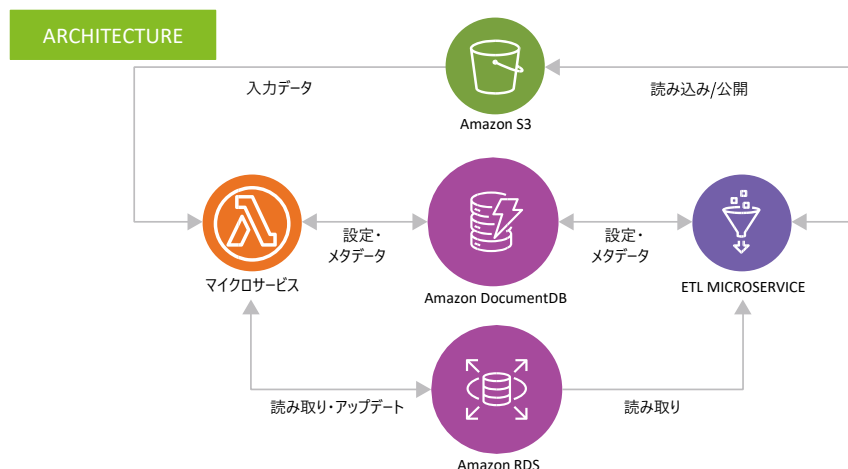 ARCHITECTURE
入力データ
読み込み/公開
Amazon S3
設定・
メタデータ
設定・
メタデータ
マイクロサービス
Amazon DocumentDB
ETL MICROSERVICE
読み取り・アップデート
読み取り
Amazon RDS